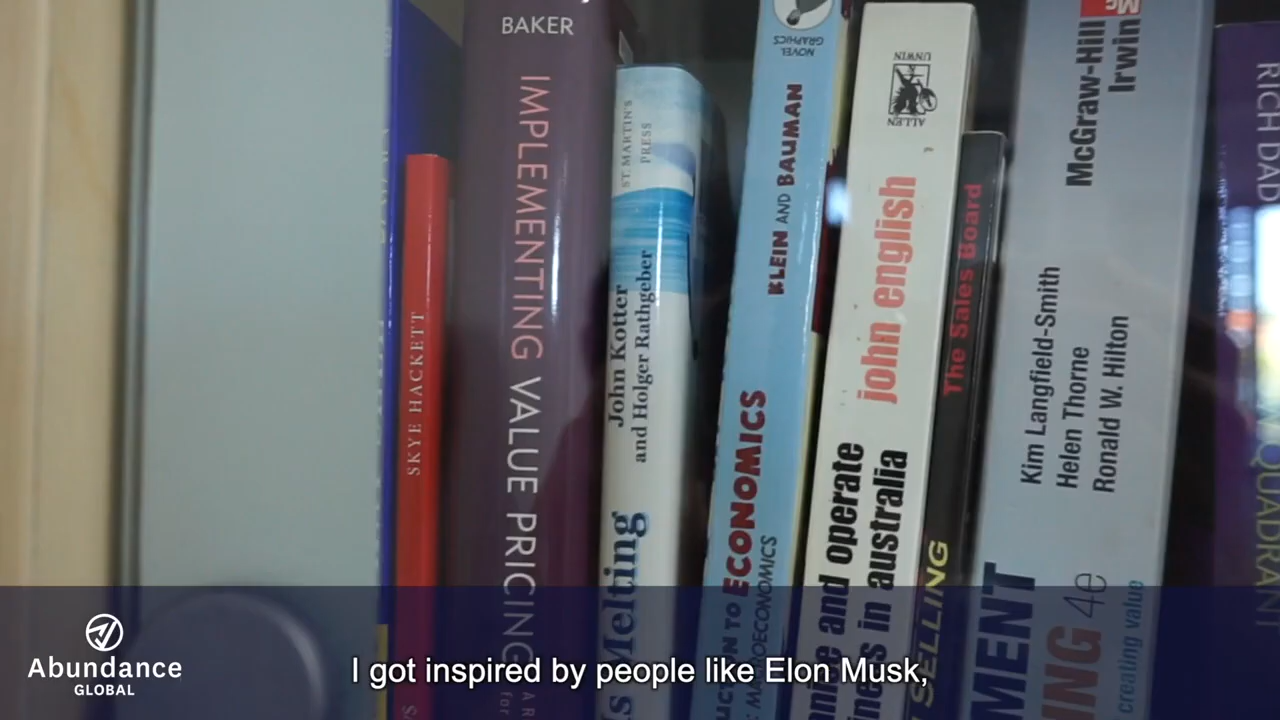 SKYE HACKETT
BAKER
IMPLEMENTING VALUE PRICING
ST. MARTIN'S
PRESS
John Kotter
and Holger Rathgeber
Melting
NOVEL
GRAPHICS
KLEIN AND BAUMAN
TO ECONOMICS
ALLEN
UNWIN
john english
and operate
in australia
The Sales Board
SELLING
McGraw-Hill
Irwin
Kim Langfield-Smith
Helen Thorne
Ronald W. Hilton
4e
creating value
RICH DAD
QUADRANT
Abundance
GLOBAL
I got inspired by people like Elon Musk,